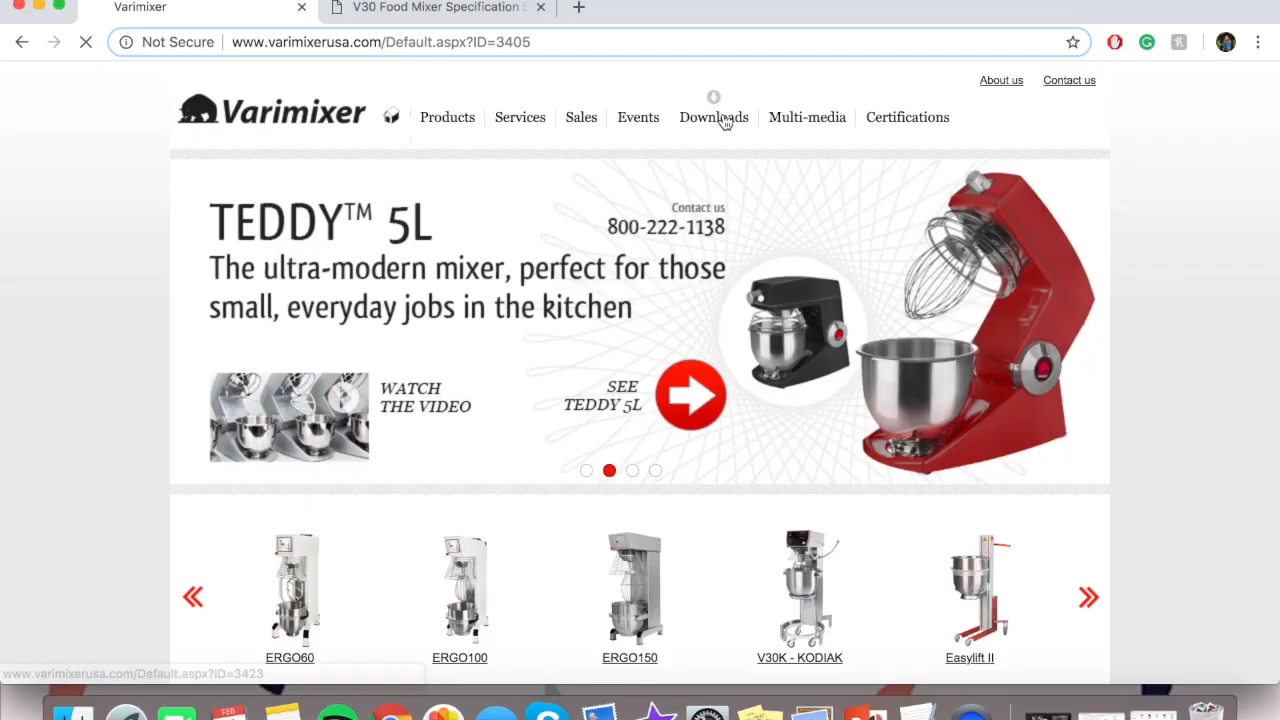 Varimixer
V30 Food Mixer Specification
Not Secure
www.varimixerusa.com/Default.aspx?ID=3405
About us
Contact us
Varimixer
Products
Services
Sales
Events
Downloads
Multi-media
Certifications
TEDDY™ 5L
Contact us
800-222-1138
The ultra-modern mixer, perfect for those
small, everyday jobs in the kitchen
WATCH
THE VIDEO
SEE
TEDDY 5L
ERGO60
ERGO100
ERGO150
V30K - KODIAK
Easylift II
www.varimixerusa.com/Default.aspx?ID=3423
FEB